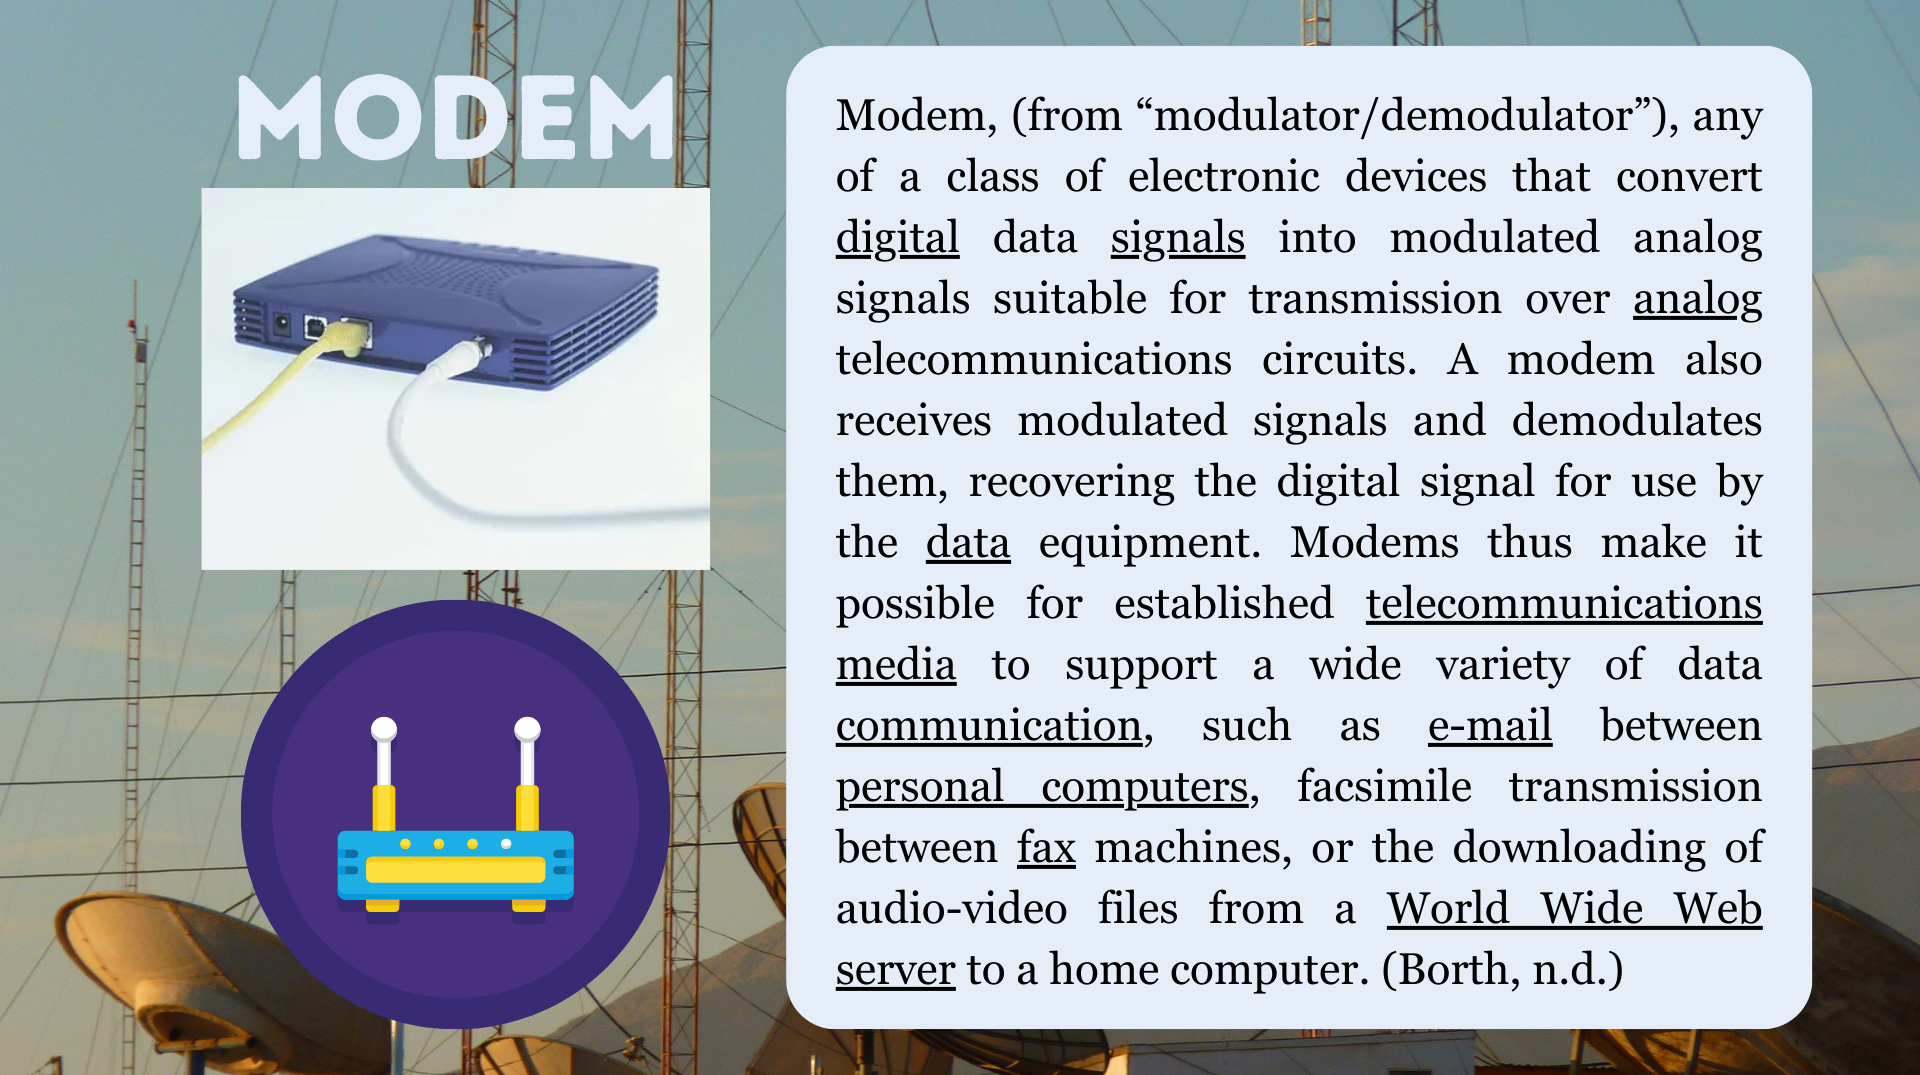 MODEM
Modem, (from “modulator/demodulator”), any
of a class of electronic devices that convert
digital data signals into modulated analog
signals suitable for transmission over analog
telecommunications circuits. A modem also
receives modulated signals and demodulates
them, recovering the digital signal for use by
the data equipment. Modems thus make it
possible for established telecommunications
media to support a wide variety of data
communication, such as e-mail between
personal computers, facsimile transmission
between fax machines, or the downloading of
audio-video files from a World Wide Web
server to a home computer. (Borth, n.d.)